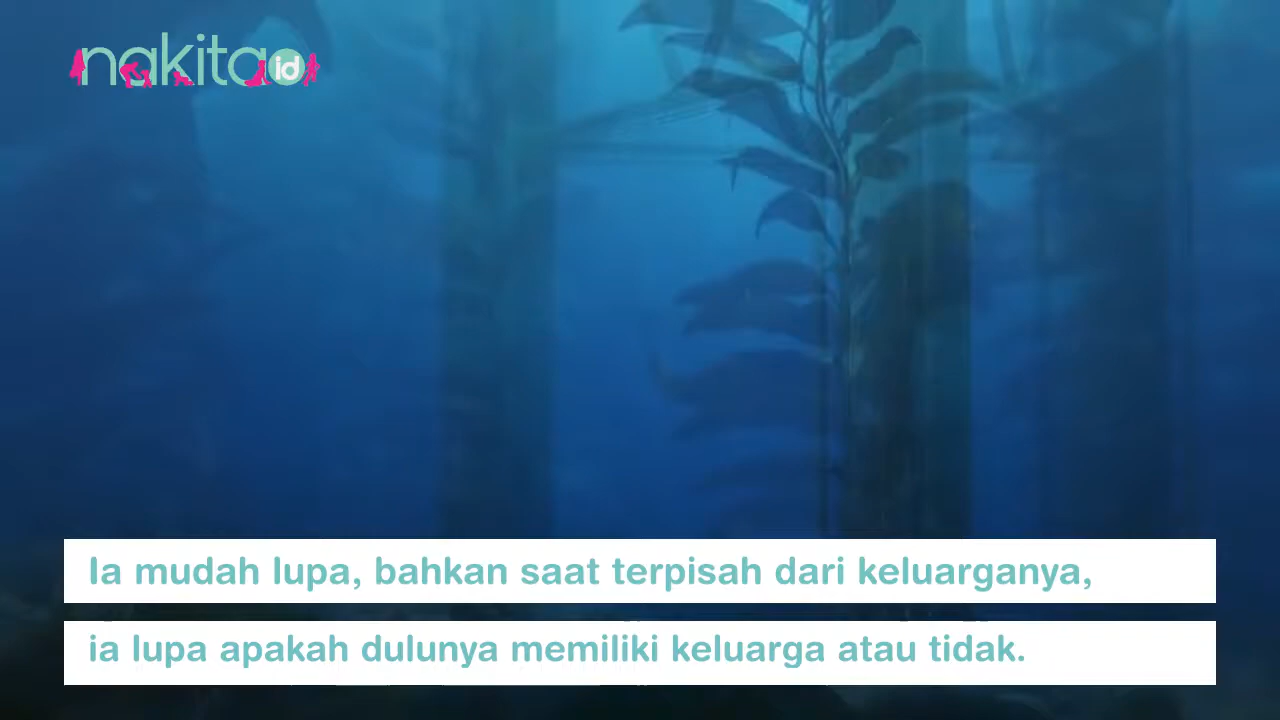 nakita id
Ia mudah lupa, bahkan saat terpisah dari keluarganya,
ia lupa apakah dulunya memiliki keluarga atau tidak.